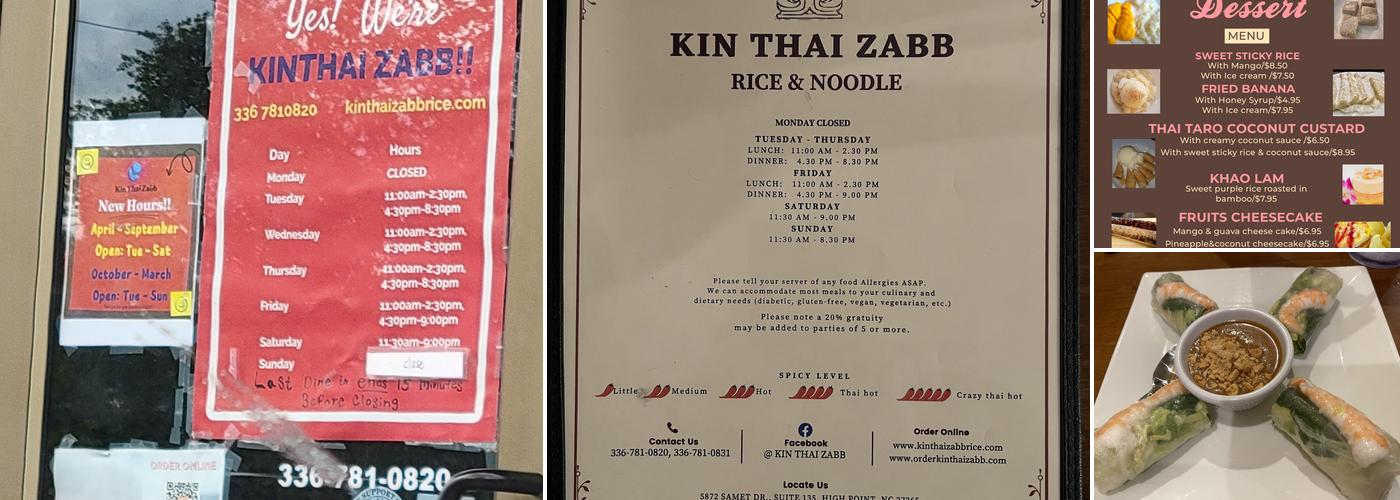 Yes! We're
KINTHAI ZABB!!
336 7810820 kinthaizabbrice.com
Day Hours
Monday CLOSED
Tuesday 11:00am-2:30pm,
4:30pm-8:30pm
Wednesday 11:00am-2:30pm,
4:30pm-8:30pm
Thursday 11:00am-2:30pm,
4:30pm-8:30pm
Friday 11:00am-2:30pm,
4:30pm-9:00pm
Saturday 11:30am-9:00pm
Sunday close
Last Dine in ends 15 minutes
Before Closing
Kin Thai Zabb
New Hours!!
April - September
Open: Tue - Sat
October - March
Open: Tue - Sun
ORDER ONLINE
336-781-0820
SUPPORT
KIN THAI ZABB
RICE & NOODLE
MONDAY CLOSED
TUESDAY - THURSDAY
LUNCH: 11:00 AM - 2.30 PM
DINNER: 4.30 PM - 8.30 PM
FRIDAY
LUNCH: 11:00 AM - 2.30 PM
DINNER: 4.30 PM - 9.00 PM
SATURDAY
11:30 AM - 9.00 PM
SUNDAY
11:30 AM - 8.30 PM
Please tell your server of any food Allergies ASAP.
We can accommodate most meals to your culinary and
dietary needs (diabetic, gluten-free, vegan, vegetarian, etc.)
Please note a 20% gratuity
may be added to parties of 5 or more.
SPICY LEVEL
Little Medium Hot Thai hot Crazy thai hot
Contact Us
336-781-0820, 336-781-0831
Facebook
@ KIN THAI ZABB
Order Online
www.kinthaizabbrice.com
www.orderkinthaizabb.com
Locate Us
5872 SAMET DR., SUITE 135, HIGH POINT, NC 27265
Dessert
MENU
SWEET STICKY RICE
With Mango/$8.50
With Ice cream /$7.50
FRIED BANANA
With Honey Syrup/$4.95
With Ice cream/$7.95
THAI TARO COCONUT CUSTARD
With creamy coconut sauce /$6.50
With sweet sticky rice & coconut sauce/$8.95
KHAO LAM
Sweet purple rice roasted in
bamboo/$7.95
FRUITS CHEESECAKE
Mango & guava cheese cake/$6.95
Pineapple&coconut cheesecake/$6.95